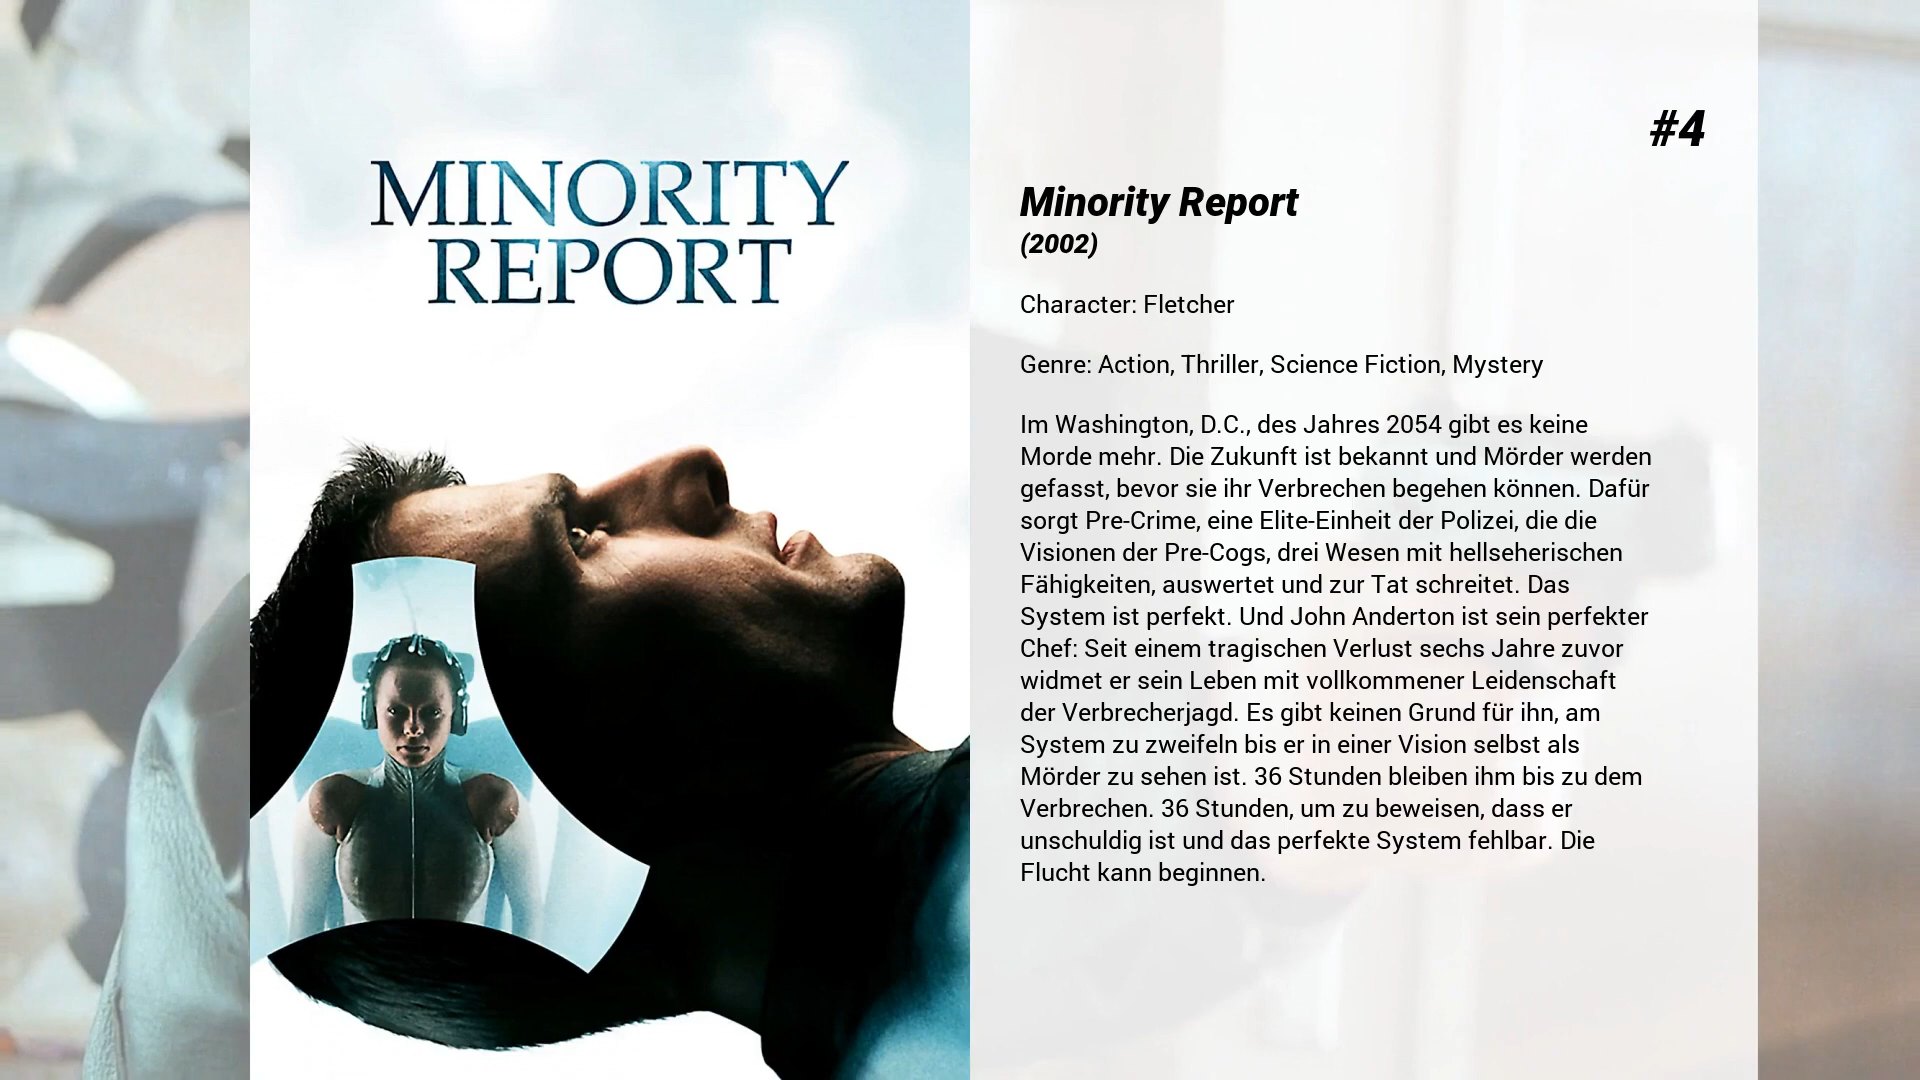 MINORITY
REPORT
#4
Minority Report
(2002)
Character: Fletcher
Genre: Action, Thriller, Science Fiction, Mystery
Im Washington, D.C., des Jahres 2054 gibt es keine
Morde mehr. Die Zukunft ist bekannt und Mörder werden
gefasst, bevor sie ihr Verbrechen begehen können. Dafür
sorgt Pre-Crime, eine Elite-Einheit der Polizei, die die
Visionen der Pre-Cogs, drei Wesen mit hellseherischen
Fähigkeiten, auswertet und zur Tat schreitet. Das
System ist perfekt. Und John Anderton ist sein perfekter
Chef: Seit einem tragischen Verlust sechs Jahre zuvor
widmet er sein Leben mit vollkommener Leidenschaft
der Verbrecherjagd. Es gibt keinen Grund für ihn, am
System zu zweifeln bis er in einer Vision selbst als
Mörder zu sehen ist. 36 Stunden bleiben ihm bis zu dem
Verbrechen. 36 Stunden, um zu beweisen, dass er
unschuldig ist und das perfekte System fehlbar. Die
Flucht kann beginnen.